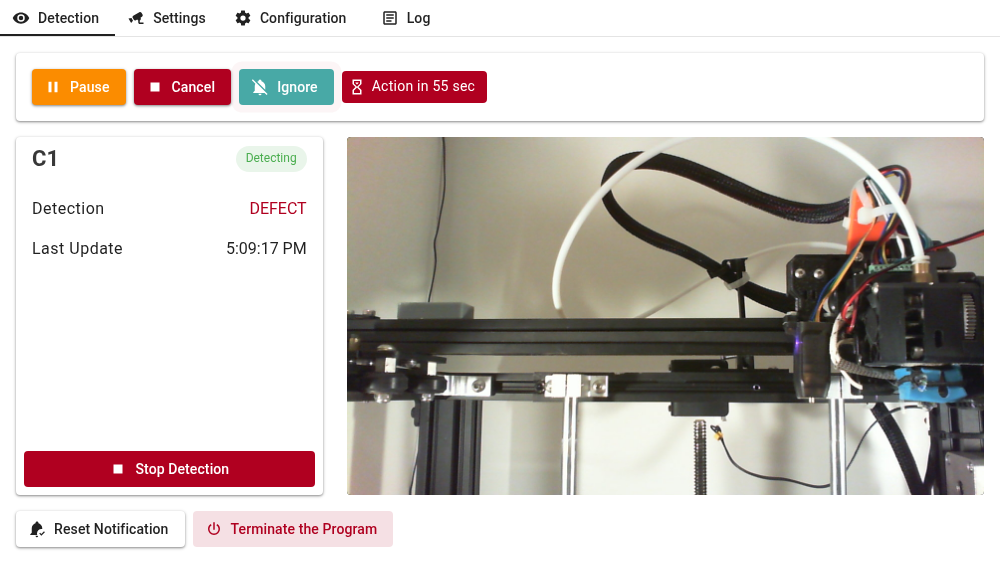 Detection Settings Configuration Log
Pause Cancel Ignore Action in 55 sec
C1 Detecting
Detection DEFECT
Last Update 5:09:17 PM
Stop Detection
Reset Notification Terminate the Program